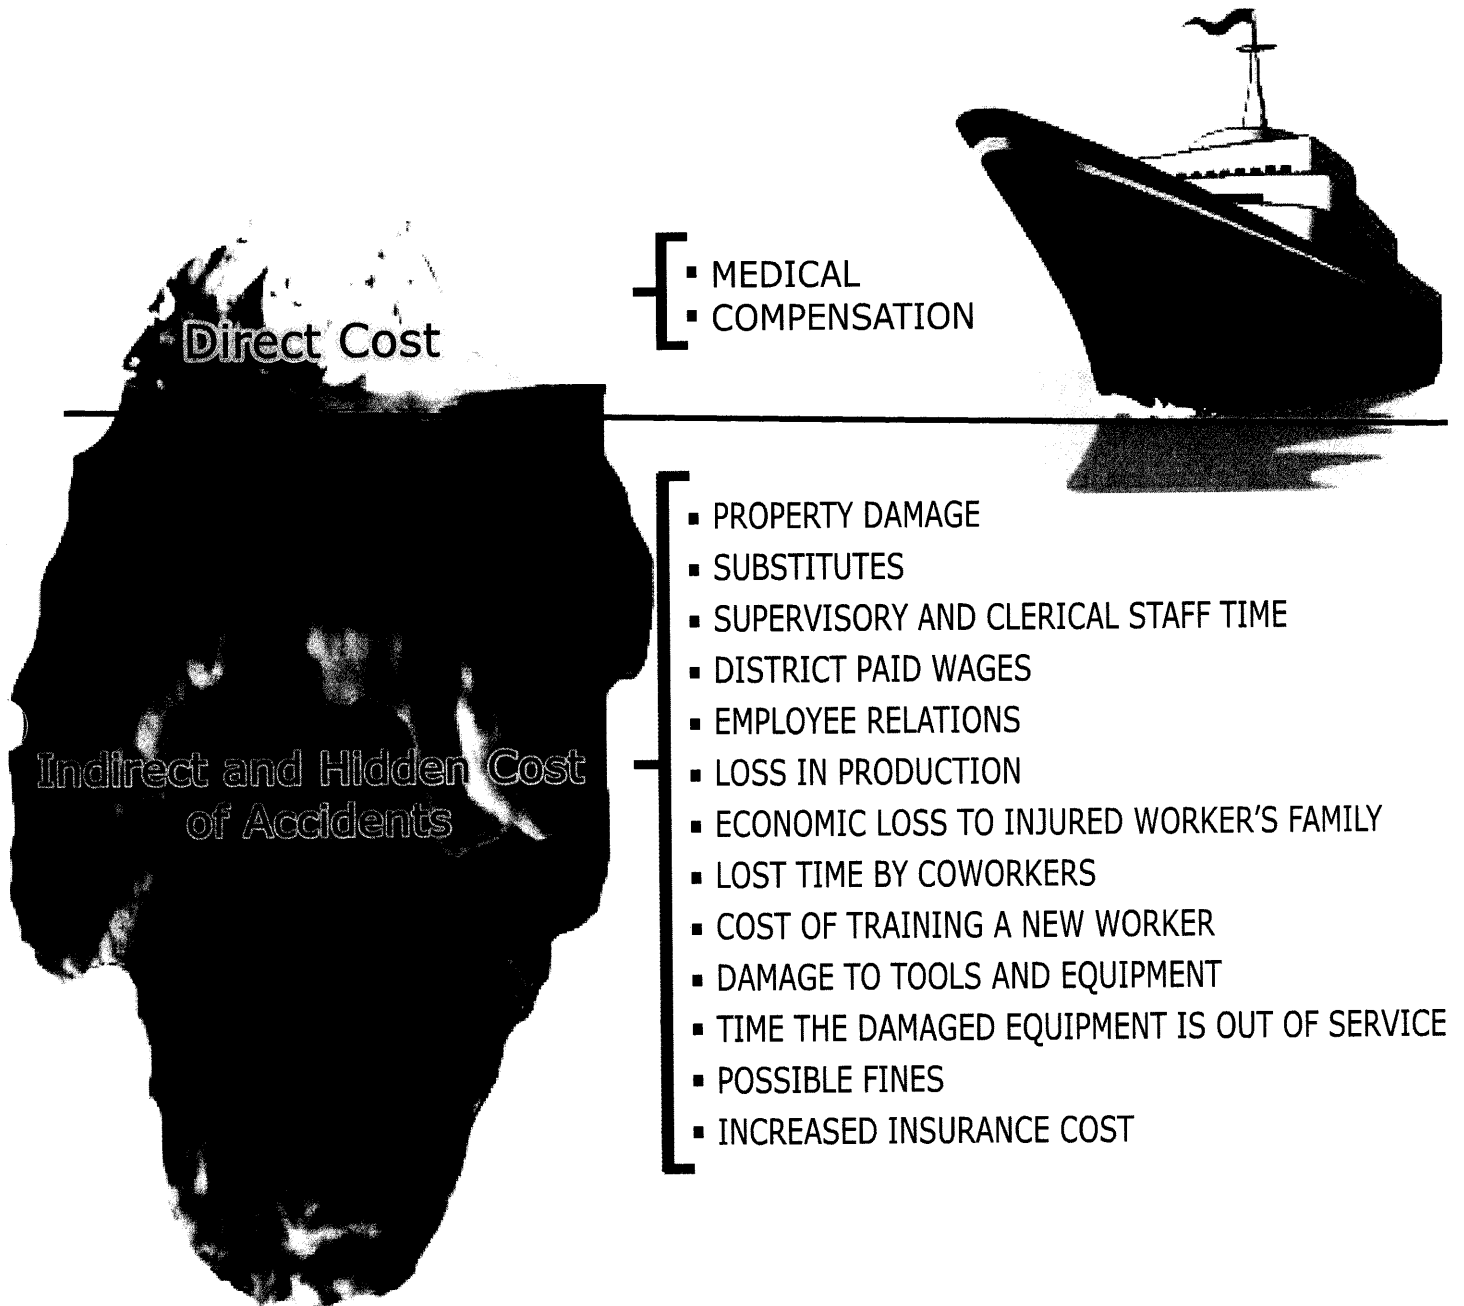 Direct Cost
▪ MEDICAL
▪ COMPENSATION
Indirect and Hidden Cost
of Accidents
▪ PROPERTY DAMAGE
▪ SUBSTITUTES
▪ SUPERVISORY AND CLERICAL STAFF TIME
▪ DISTRICT PAID WAGES
▪ EMPLOYEE RELATIONS
▪ LOSS IN PRODUCTION
▪ ECONOMIC LOSS TO INJURED WORKER'S FAMILY
▪ LOST TIME BY COWORKERS
▪ COST OF TRAINING A NEW WORKER
▪ DAMAGE TO TOOLS AND EQUIPMENT
▪ TIME THE DAMAGED EQUIPMENT IS OUT OF SERVICE
▪ POSSIBLE FINES
▪ INCREASED INSURANCE COST